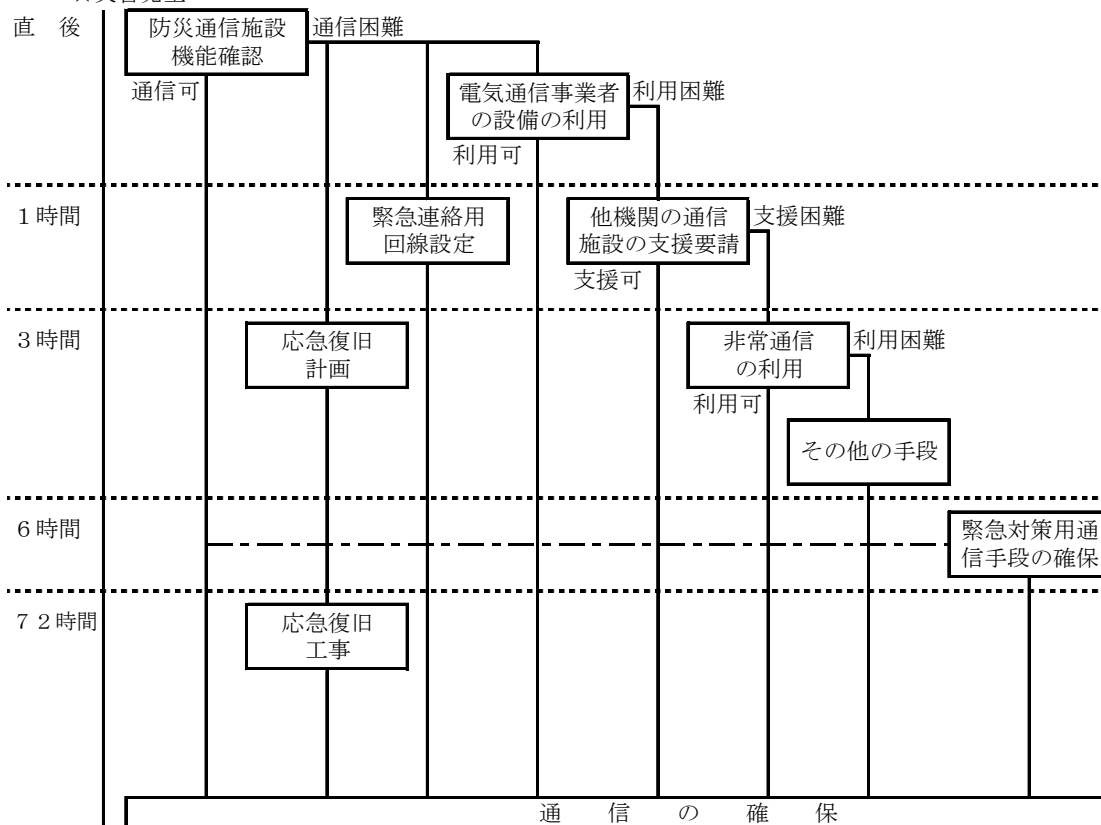 直　後
防災通信施設
機能確認
通信困難
通信可
電気通信事業者
の設備の利用
利用困難
利用可
１時間
緊急連絡用
回線設定
他機関の通信
施設の支援要請
支援困難
支援可
３時間
応急復旧
計画
非常通信
の利用
利用困難
利用可
その他の手段
６時間
緊急対策用通
信手段の確保
７２時間
応急復旧
工事
通　信　の　確　保